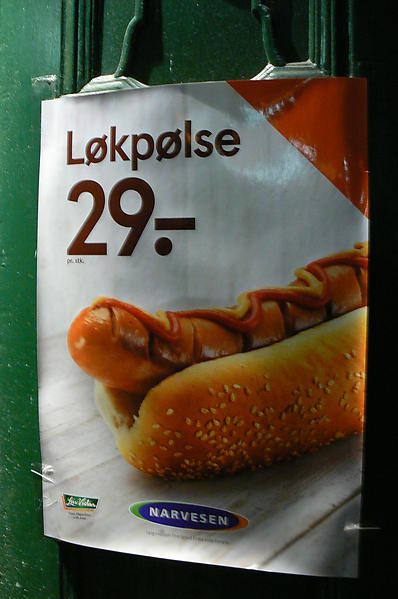 Løkpølse
29.-
pr. stk.
NARVESEN